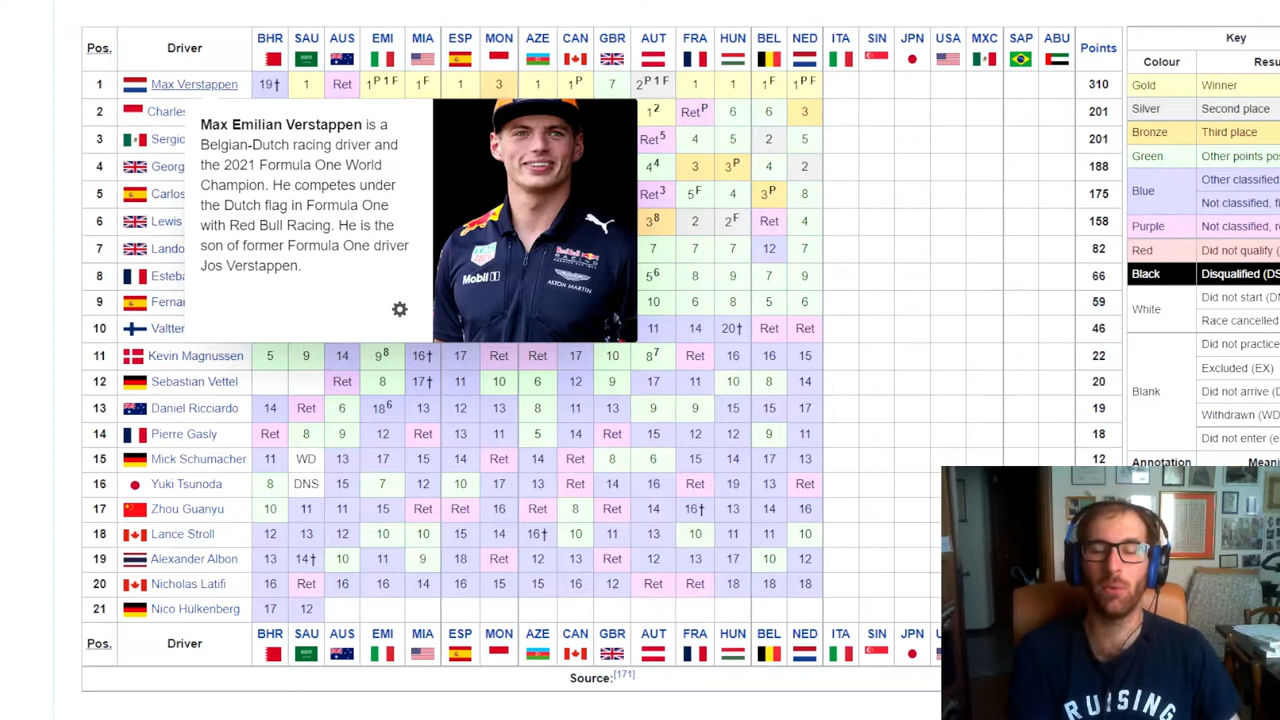 Pos. Driver BHR SAU AUS EMI MIA ESP MON AZE CAN GBR AUT FRA HUN BEL NED ITA SIN JPN USA MXC SAP ABU Points
1 Max Verstappen 19† 1 Ret 1 P 1 F 1 F 1 3 1 1 P 7 2 P 1 F 1 1 1 F 1 P F 310
2 Charles 1 2 Ret P 6 6 3 201
3 Sergio Ret 5 4 5 2 5 201
4 Georg 4 4 3 3 P 4 2 188
5 Carlos Ret 3 5 F 4 3 P 8 175
6 Lewis 3 8 2 2 F Ret 4 158
7 Lando 7 7 7 12 7 82
8 Esteba 5 6 8 9 7 9 66
9 Fernar 10 6 8 5 6 59
10 Valtter 11 14 20† Ret Ret 46
11 Kevin Magnussen 5 9 14 9 8 16† 17 Ret Ret 17 10 8 7 Ret 16 16 15 22
12 Sebastian Vettel Ret 8 17† 11 10 6 12 9 17 11 10 8 14 20
13 Daniel Ricciardo 14 Ret 6 18 6 13 12 13 8 11 13 9 9 15 15 17 19
14 Pierre Gasly Ret 8 9 12 Ret 13 11 5 14 Ret 15 12 12 9 11 18
15 Mick Schumacher 11 WD 13 17 15 14 Ret 14 Ret 8 6 15 14 17 13 12
16 Yuki Tsunoda 8 DNS 15 7 12 10 17 13 Ret 14 16 Ret 19 13 Ret
17 Zhou Guanyu 10 11 11 15 Ret Ret 16 Ret 8 Ret 14 16† 13 14 16
18 Lance Stroll 12 13 12 10 10 15 14 16† 10 11 13 10 11 11 10
19 Alexander Albon 13 14† 10 11 9 18 Ret 12 13 Ret 12 13 17 10 12
20 Nicholas Latifi 16 Ret 16 16 14 16 15 15 16 12 Ret Ret 18 18 18
21 Nico Hülkenberg 17 12
Pos. Driver BHR SAU AUS EMI MIA ESP MON AZE CAN GBR AUT FRA HUN BEL NED ITA SIN JPN
Source:[171]
Max Emilian Verstappen is a
Belgian-Dutch racing driver and
the 2021 Formula One World
Champion. He competes under
the Dutch flag in Formula One
with Red Bull Racing. He is the
son of former Formula One driver
Jos Verstappen.
Mobil 1
ASTON MARTIN
Key
Colour Resu
Gold Winner
Silver Second place
Bronze Third place
Green Other points pos
Blue Other classified
Not classified, fi
Purple Not classified, re
Red Did not qualify (
Black Disqualified (DS
White Did not start (D
Race cancelled
Blank Did not practice
Excluded (EX)
Did not arrive (D
Withdrawn (WD
Did not enter (e
Annotation Meani